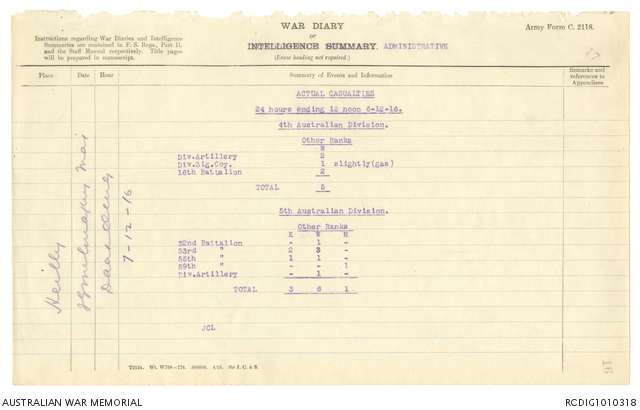 WAR DIARY
or
INTELLIGENCE SUMMARY. ADMINISTRATIVE
(Erase heading not required.)
Army Form C. 2118.
Instructions regarding War Diaries and Intelligence
Summaries are contained in F. S. Regs., Part II.
and the Staff Manual respectively. Title pages
will be prepared in manuscript.
Place Date Hour Summary of Events and Information Remarks and references to Appendices
ACTUAL CASUALTIES
24 hours ending 12 noon 6-12-16.
4th Australian Division.
Other Ranks
W
Div.Artillery 2
Div.Sig.Coy. 1 slightly(gas)
16th Battalion 2
TOTAL 5
5th Australian Division.
Other Ranks
K W M
32nd Battalion - 1 -
53rd " 2 3 -
55th " 1 1 -
59th " - - 1
Div.Artillery - 1 -
TOTAL 3 6 1
JCL
Heilly
7-12-16
AUSTRALIAN WAR MEMORIAL
RCDIG1010318